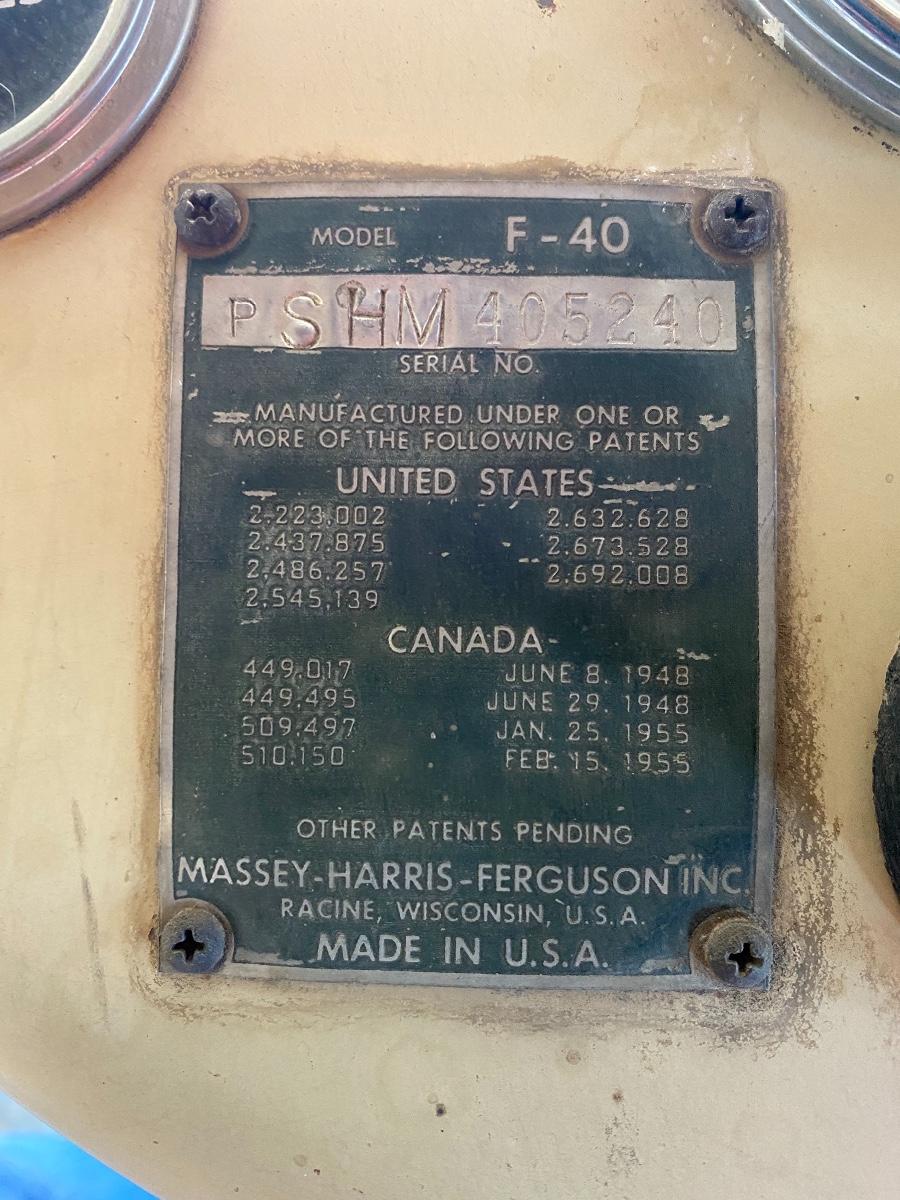 MODEL F-40
PSHM 405240
SERIAL NO.
MANUFACTURED UNDER ONE OR
MORE OF THE FOLLOWING PATENTS
UNITED STATES
2,223,002 2,632,628
2,437,875 2,673,528
2,486,257 2,692,008
2,545,139
CANADA
449,017 JUNE 8, 1948
449,495 JUNE 29, 1948
509,497 JAN. 25, 1955
510,150 FEB. 15, 1955
OTHER PATENTS PENDING
MASSEY-HARRIS-FERGUSON INC.
RACINE, WISCONSIN, U.S.A.
MADE IN U.S.A.